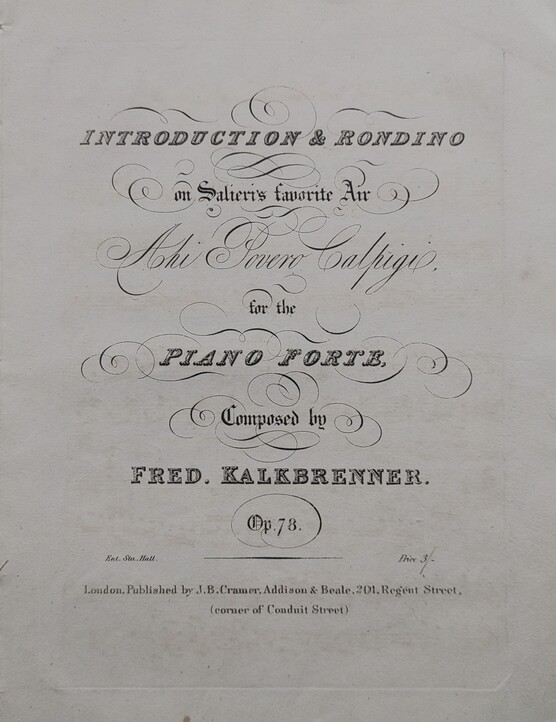 INTRODUCTION & RONDINO
on Salieri's favorite Air
Ahi Povero Calpigi.
for the
PIANO FORTE,
Composed by
FRED. KALKBRENNER.
Op. 78.
Ent. Sta. Hall. Price 3/-
London, Published by J.B. Cramer, Addison & Beale, 201, Regent Street,
(corner of Conduit Street)